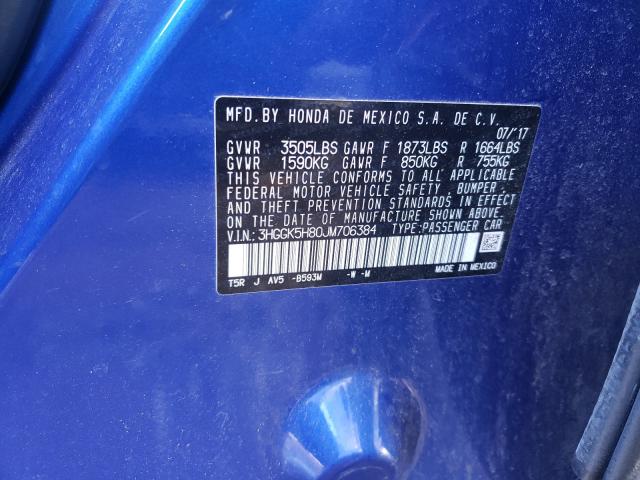 MFD.BY HONDA DE MEXICO S.A. DE C.V.
07/'17
GVWR 3505LBS GAWR F 1873LBS R 1664LBS
GVWR 1590KG GAWR F 850KG R 755KG
THIS VEHICLE CONFORMS TO ALL APPLICABLE
FEDERAL MOTOR VEHICLE SAFETY, BUMPER,
AND THEFT PREVENTION STANDARDS IN EFFECT
ON THE DATE OF MANUFACTURE SHOWN ABOVE.
V.I.N.: 3HGGK5H80JM706384 TYPE:PASSENGER CAR
MADE IN MEXICO
T5R J AV5 -B593M -W -M